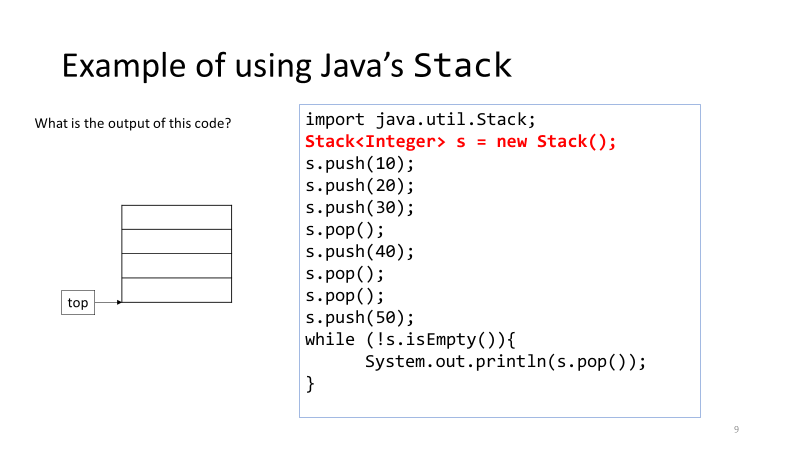 Example of using Java’s Stack
What is the output of this code?
top
import java.util.Stack;
Stack<Integer> s = new Stack();
s.push(10);
s.push(20);
s.push(30);
s.pop();
s.push(40);
s.pop();
s.pop();
s.push(50);
while (!s.isEmpty()){
      System.out.println(s.pop());
}
9